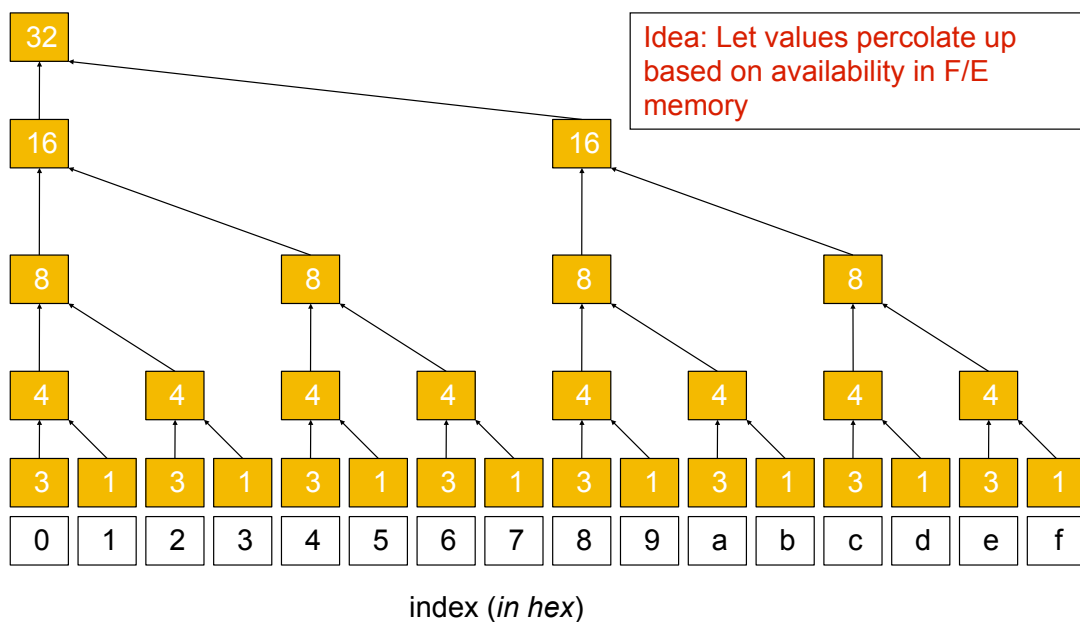 32
Idea: Let values percolate up
based on availability in F/E
memory
16 16
8 8 8 8
4 4 4 4 4 4 4 4
3 1 3 1 3 1 3 1 3 1 3 1 3 1 3 1
0 1 2 3 4 5 6 7 8 9 a b c d e f
index (in hex)